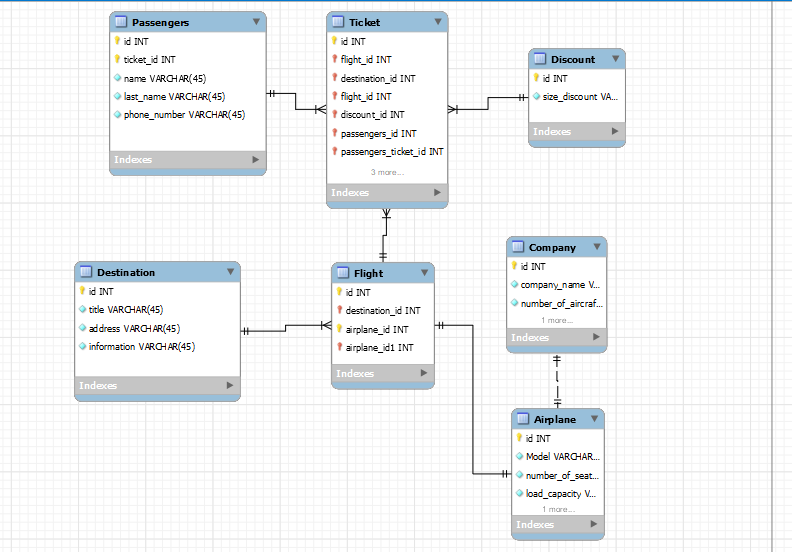 Passengers
id INT
ticket_id INT
name VARCHAR(45)
last_name VARCHAR(45)
phone_number VARCHAR(45)
Indexes
Ticket
id INT
flight_id INT
destination_id INT
flight_id INT
discount_id INT
passengers_id INT
passengers_ticket_id INT
3 more...
Indexes
Discount
id INT
size_discount VA...
Indexes
Destination
id INT
title VARCHAR(45)
address VARCHAR(45)
information VARCHAR(45)
Indexes
Flight
id INT
destination_id INT
airplane_id INT
airplane_id1 INT
Indexes
Company
id INT
company_name V...
number_of_aircraf...
1 more...
Indexes
Airplane
id INT
Model VARCHAR...
number_of_seat...
load_capacity V...
1 more...
Indexes